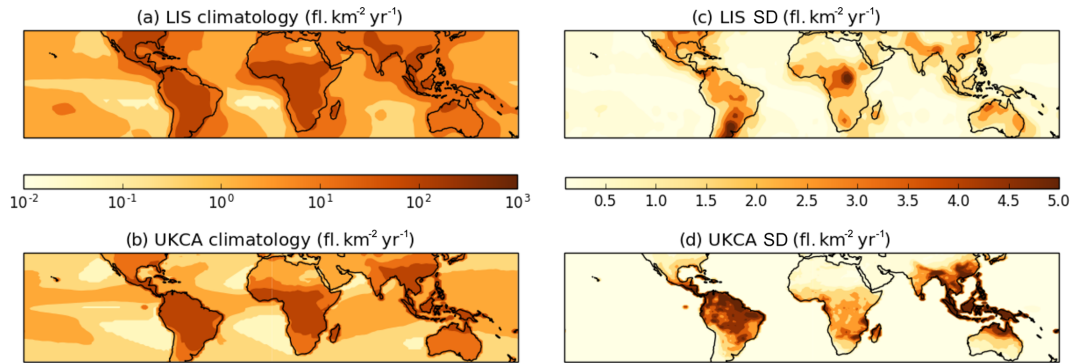 (a) LIS climatology (fl. km⁻² yr⁻¹)
(c) LIS SD (fl. km⁻² yr⁻¹)
10⁻² 10⁻¹ 10⁰ 10¹ 10² 10³
0.5 1.0 1.5 2.0 2.5 3.0 3.5 4.0 4.5 5.0
(b) UKCA climatology (fl. km⁻² yr⁻¹)
(d) UKCA SD (fl. km⁻² yr⁻¹)